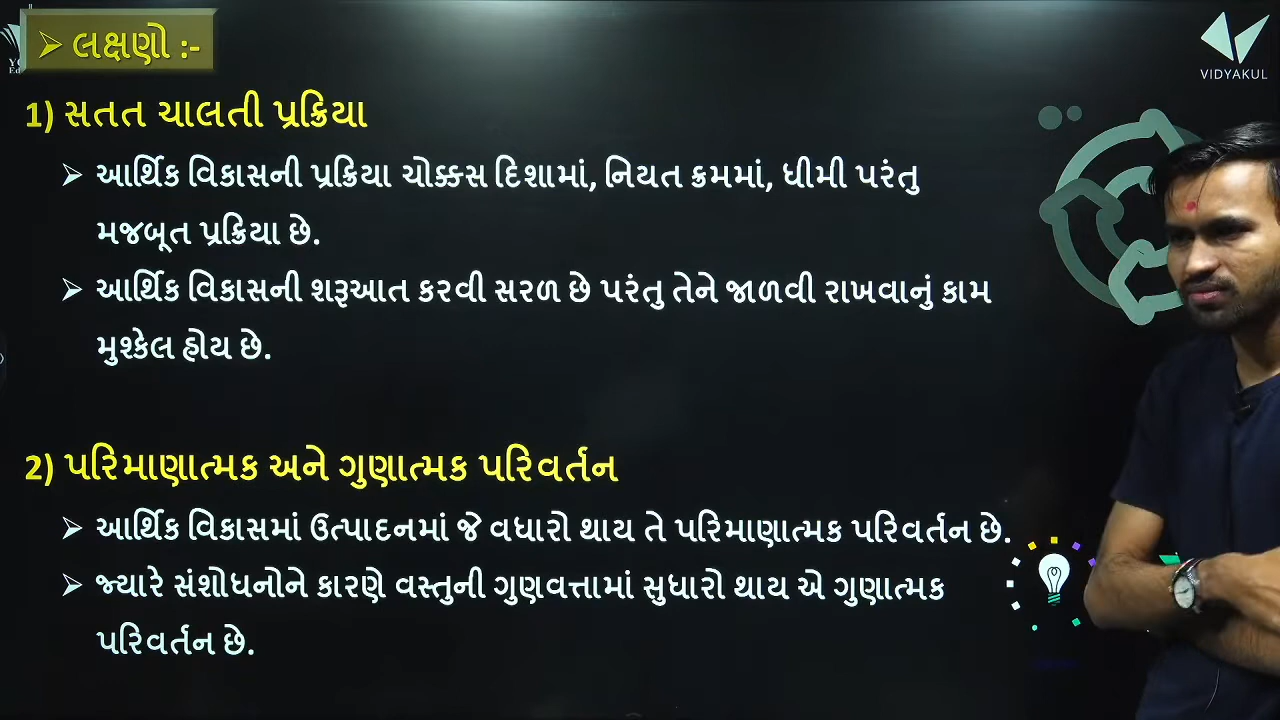 ➢ લક્ષણો :-
VIDYAKUL
1) સતત ચાલતી પ્રક્રિયા
➢ આર્થિક વિકાસની પ્રક્રિયા ચોક્કસ દિશામાં, નિયત ક્રમમાં, ધીમી પરંતુ
મજબૂત પ્રક્રિયા છે.
➢ આર્થિક વિકાસની શરૂઆત કરવી સરળ છે પરંતુ તેને જાળવી રાખવાનું કામ
મુશ્કેલ હોય છે.
2) પરિમાણાત્મક અને ગુણાત્મક પરિવર્તન
➢ આર્થિક વિકાસમાં ઉત્પાદનમાં જે વધારો થાય તે પરિમાણાત્મક પરિવર્તન છે.
➢ જ્યારે સંશોધનોને કારણે વસ્તુની ગુણવત્તામાં સુધારો થાય એ ગુણાત્મક
પરિવર્તન છે.